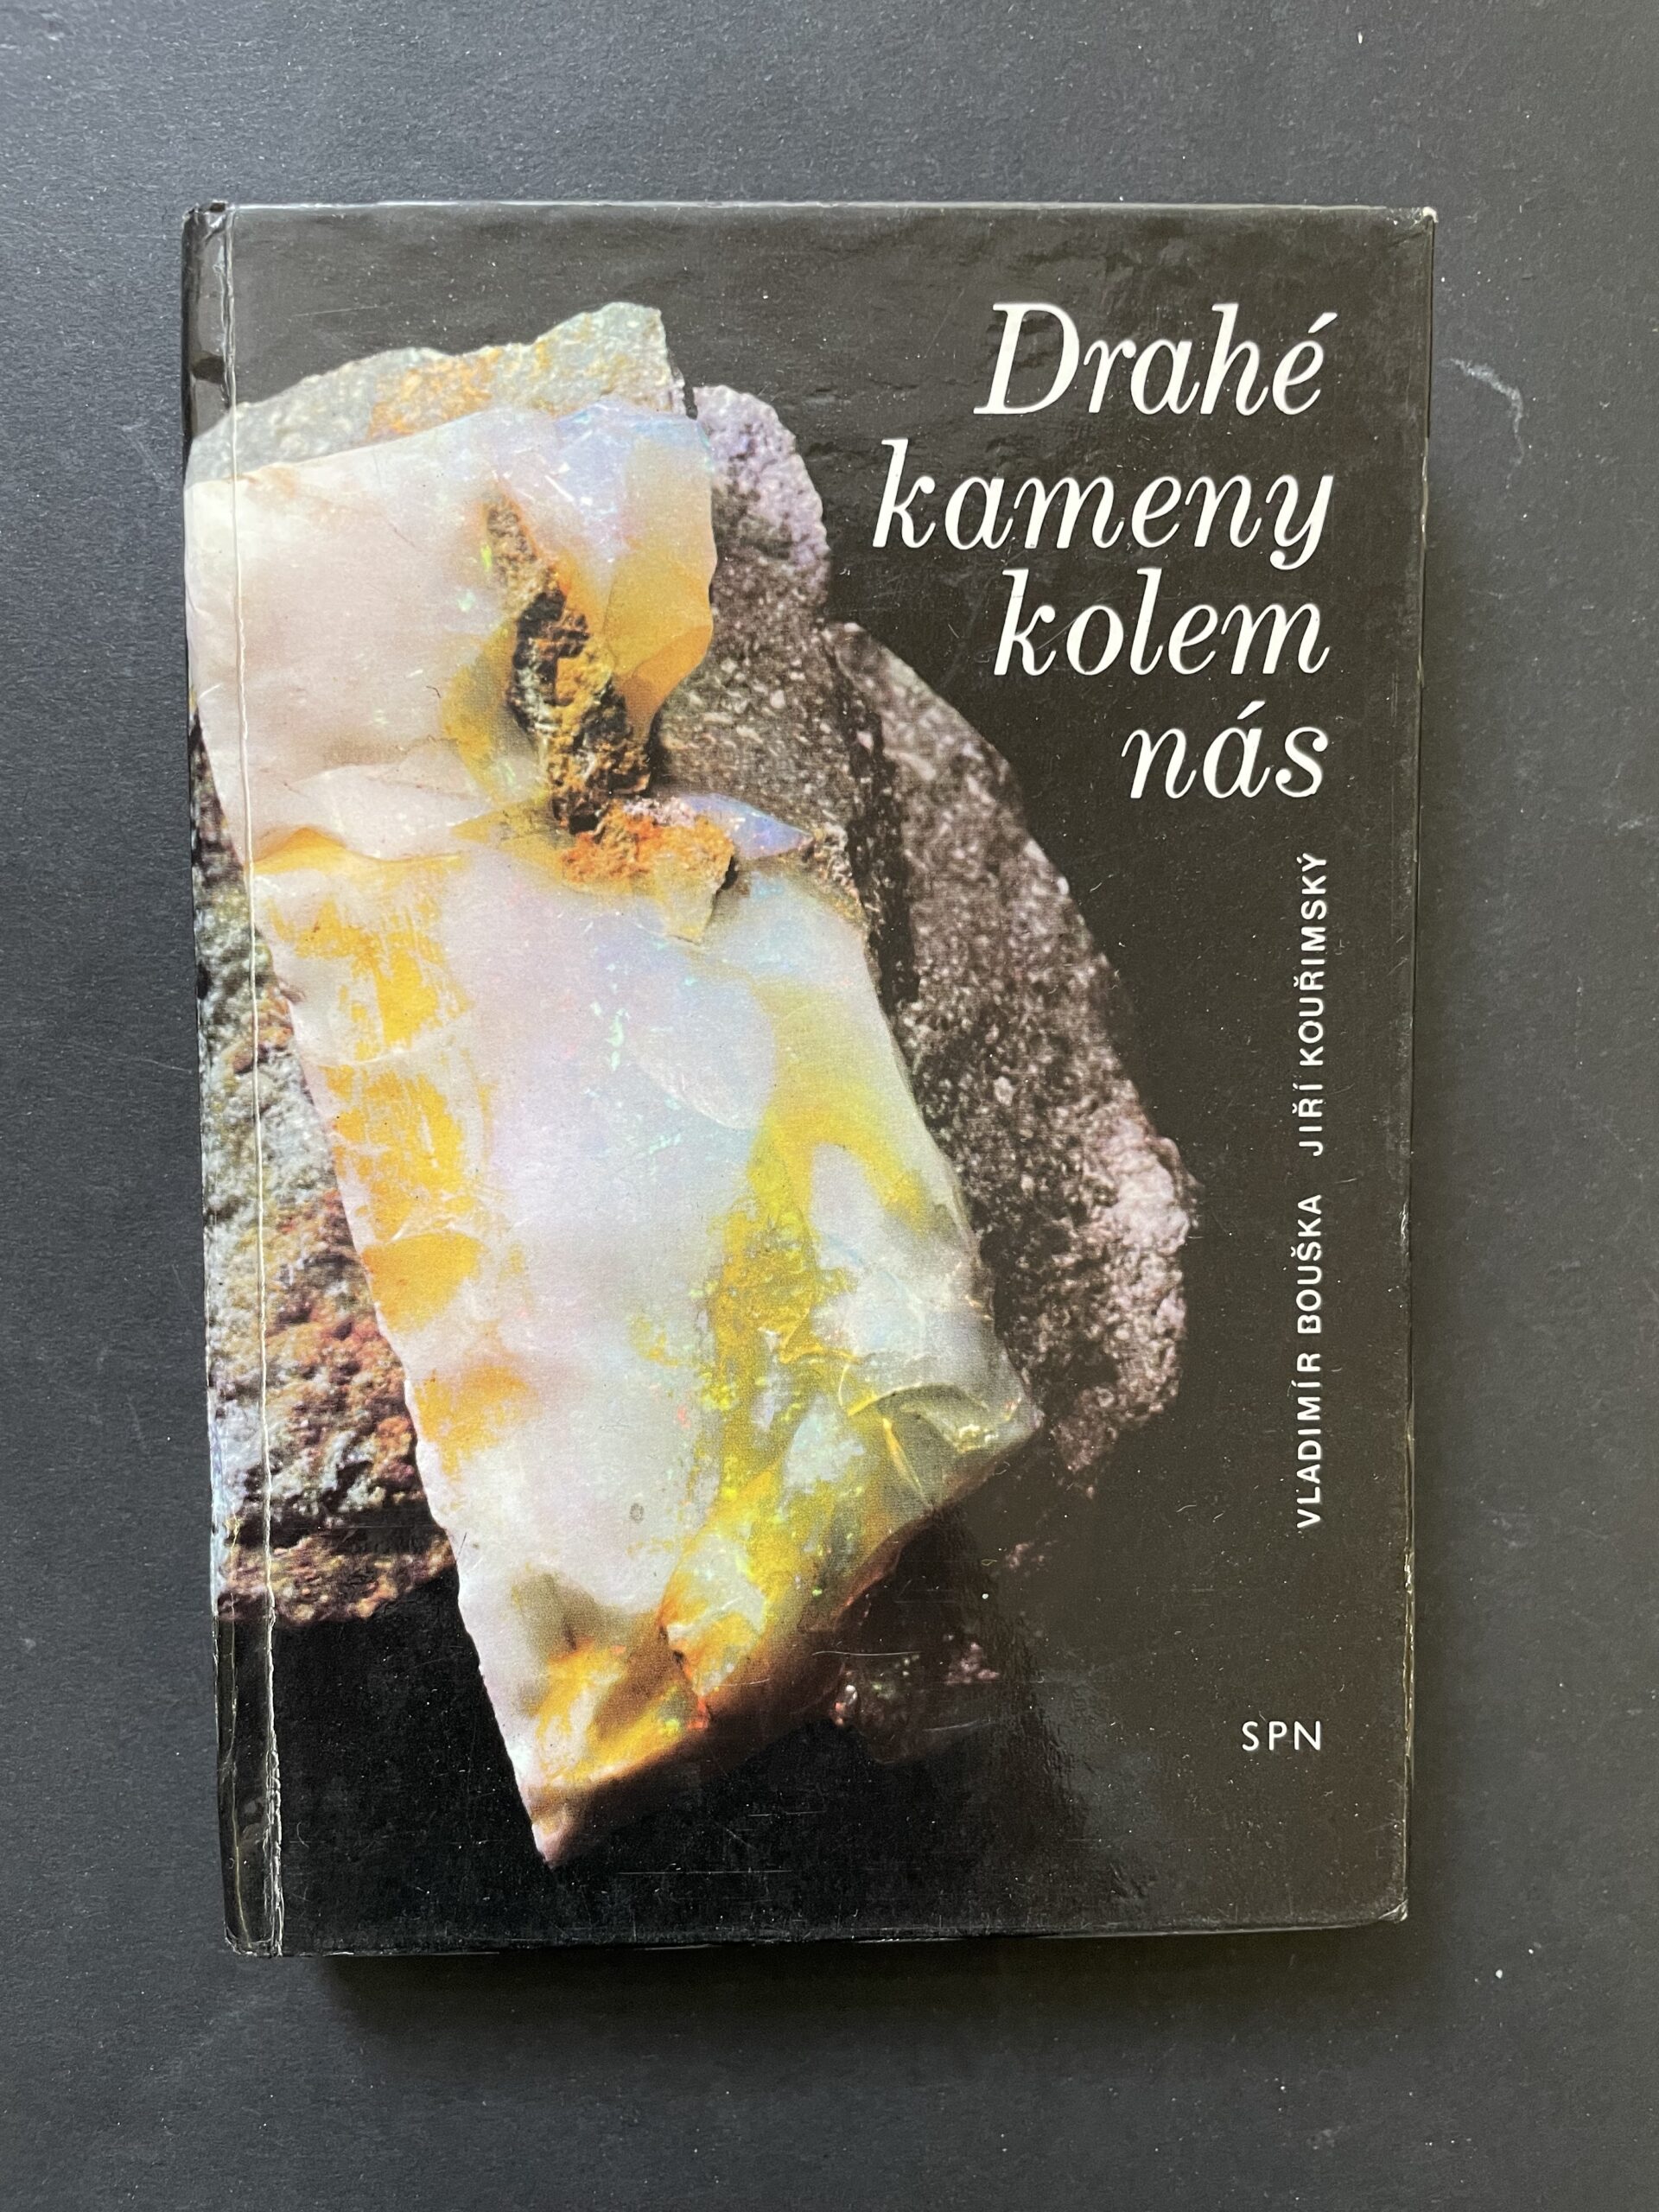 Drahé
kameny
kolem
nás
VLADIMÍR BOUŠKA JIŘÍ KOUŘIMSKÝ
SPN